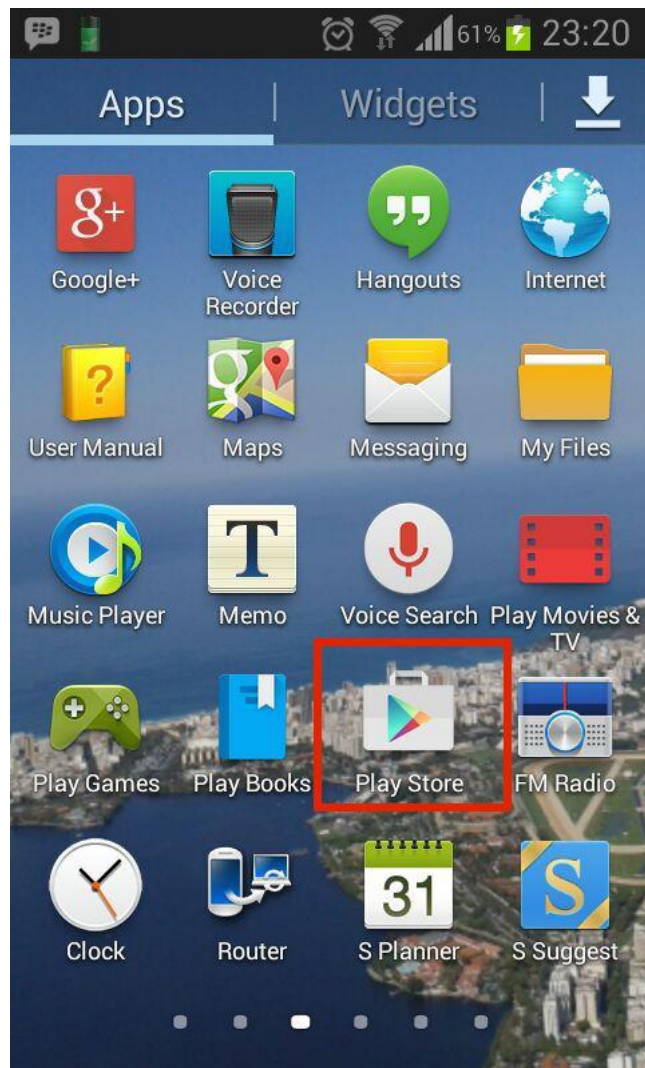 61% 23:20
Apps Widgets
g+
Google+ Voice Recorder Hangouts Internet
?
User Manual Maps Messaging My Files
T
Music Player Memo Voice Search Play Movies & TV
Play Games Play Books Play Store FM Radio
31 S
Clock Router S Planner S Suggest